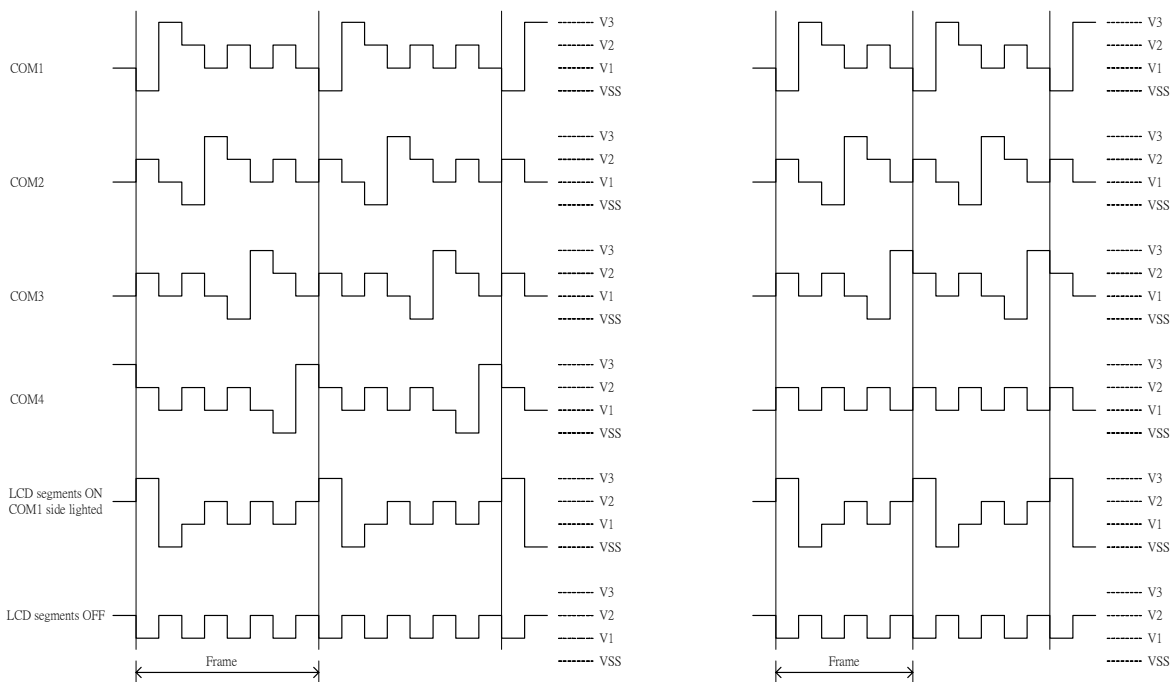 V3
V2
COM1
V1
VSS
V3
V2
COM2
V1
VSS
V3
V2
COM3
V1
VSS
V3
V2
COM4
V1
VSS
V3
LCD segments ON
COM1 side lighted
V2
V1
VSS
V3
LCD segments OFF
V2
V1
VSS
Frame
V3
V2
V1
VSS
V3
V2
V1
VSS
V3
V2
V1
VSS
V3
V2
V1
VSS
V3
V2
V1
VSS
V3
V2
V1
VSS
Frame